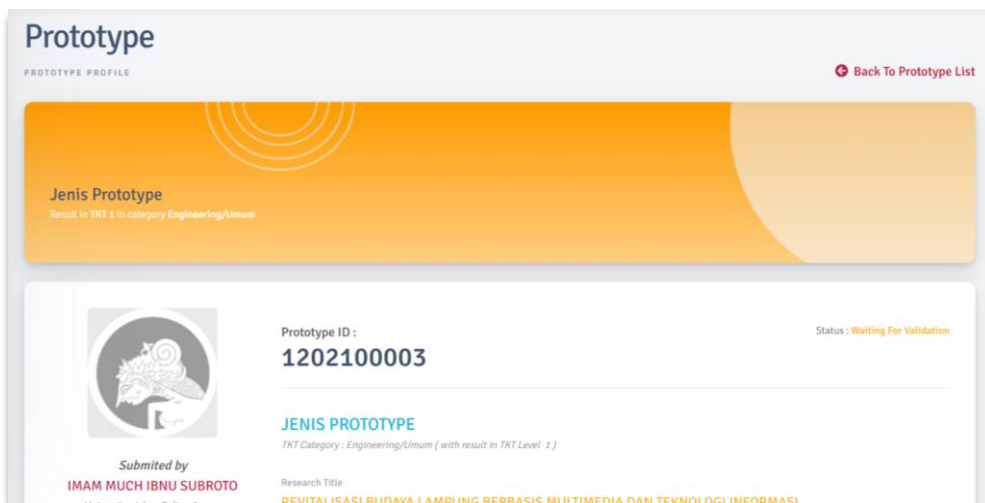 Prototype
PROTOTYPE PROFILE
Back To Prototype List
Jenis Prototype
Result in TKT 1 in category Engineering/Umum
Prototype ID :
1202100003
Status : Waiting For Validation
JENIS PROTOTYPE
TKT Category : Engineering/Umum ( with result in TKT Level 1 )
Submited by
IMAM MUCH IBNU SUBROTO
Research Title
REVITALISASI BUDAYA LAMPUNG BERBASIS MULTIMEDIA DAN TEKNOLOGI INFORMASI